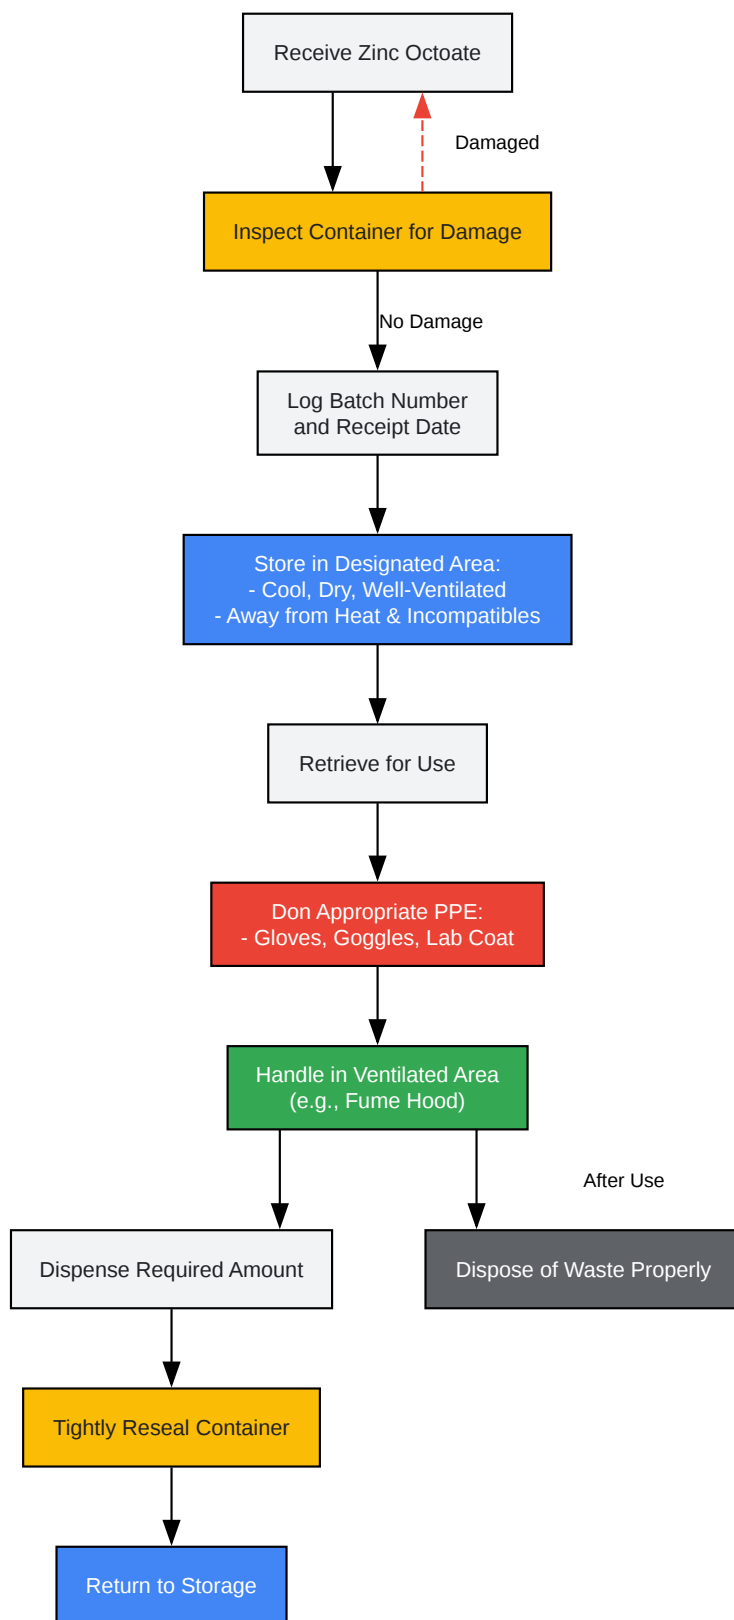 Receive Zinc Octoate
Damaged
Inspect Container for Damage
No Damage
Log Batch Number
and Receipt Date
Store in Designated Area:
- Cool, Dry, Well-Ventilated
- Away from Heat & Incompatibles
Retrieve for Use
Don Appropriate PPE:
- Gloves, Goggles, Lab Coat
Handle in Ventilated Area
(e.g., Fume Hood)
After Use
Dispense Required Amount
Dispose of Waste Properly
Tightly Reseal Container
Return to Storage